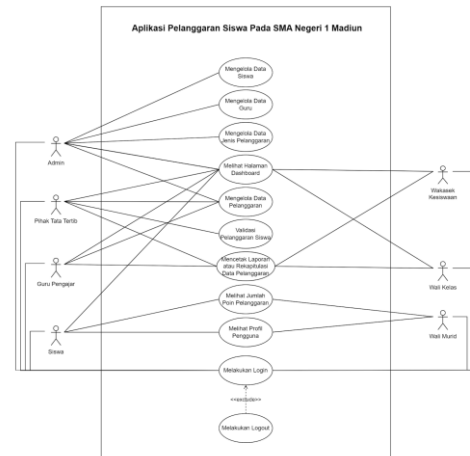 Aplikasi Pelanggaran Siswa Pada SMA Negeri 1 Madiun
Mengelola Data
Siswa
Mengelola Data
Guru
Mengelola Data
Jenis Pelanggaran
Admin
Melihat Halaman
Dashboard
Wakasek
Kesiswaan
Mengelola Data
Pelanggaran
Pihak Tata Tertib
Validasi
Pelanggaran Siswa
Mencetak Laporan
atau Rekapitulasi
Data Pelanggaran
Guru Pengajar
Wali Kelas
Melihat Jumlah
Poin Pelanggaran
Melihat Profil
Pengguna
Siswa
Wali Murid
Melakukan Login
Melakukan Logout